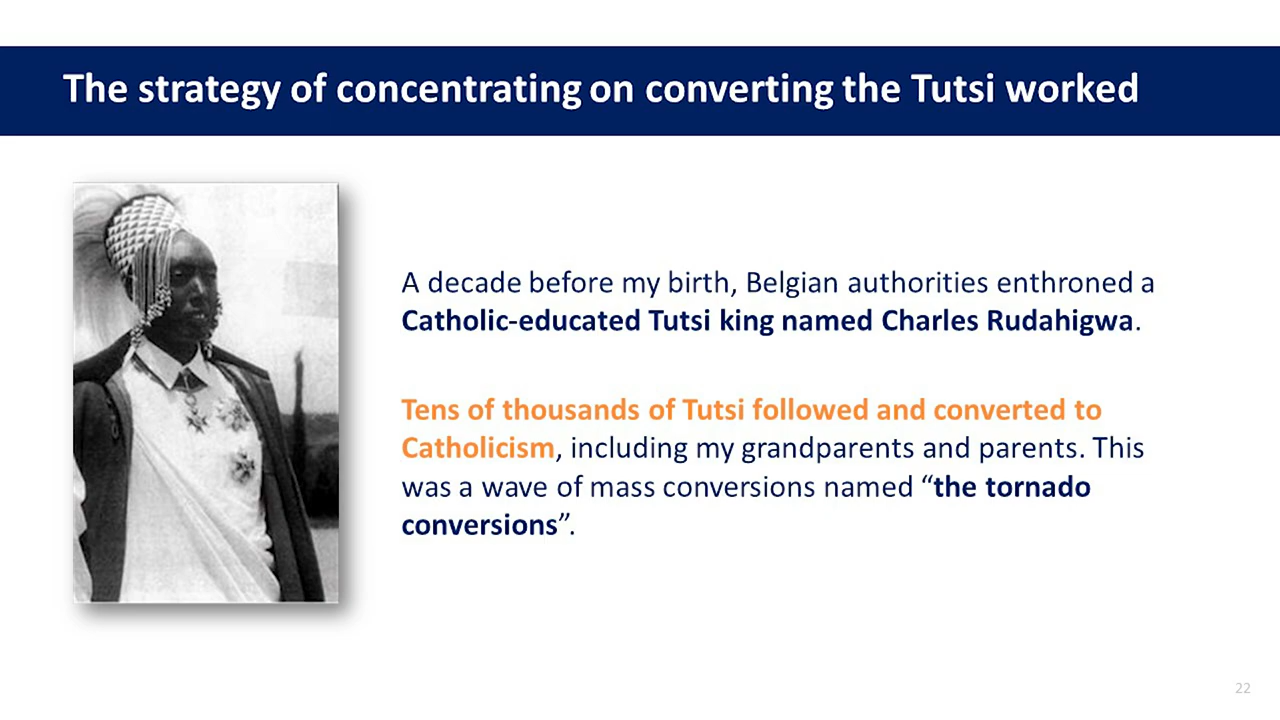 The strategy of concentrating on converting the Tutsi worked
A decade before my birth, Belgian authorities enthroned a
Catholic-educated Tutsi king named Charles Rudahigwa.
Tens of thousands of Tutsi followed and converted to
Catholicism, including my grandparents and parents. This
was a wave of mass conversions named “the tornado
conversions”.
22